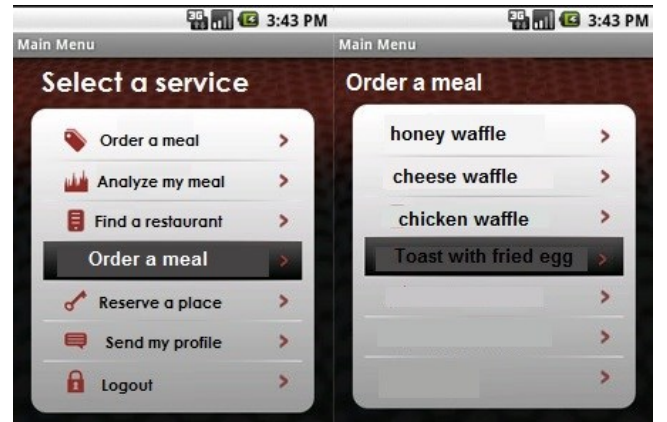 3G 3:43 PM
Main Menu
Select a service
Order a meal
Analyze my meal
Find a restaurant
Order a meal
Reserve a place
Send my profile
Logout
3G 3:43 PM
Main Menu
Order a meal
honey waffle
cheese waffle
chicken waffle
Toast with fried egg